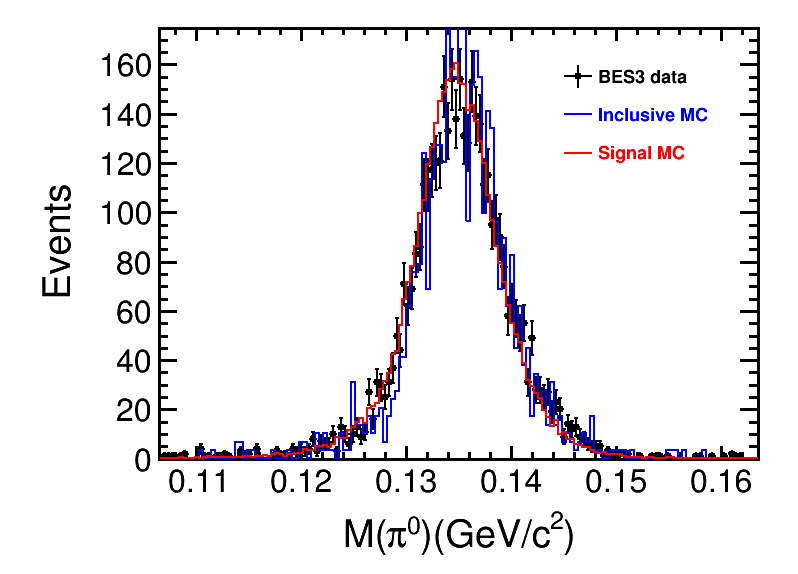 160
140
120
100
80
60
40
20
0
Events
BES3 data
Inclusive MC
Signal MC
0.11 0.12 0.13 0.14 0.15 0.16
M(π⁰)(GeV/c²)